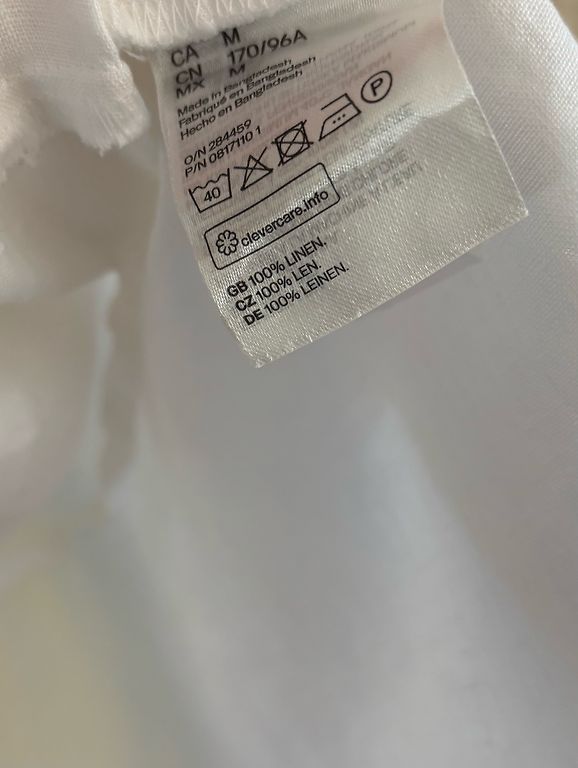 CA M
CN 170/96A
MX M
Made in Bangladesh
Fabriqué en Bangladesh
Hecho en Bangladesh
O/N 284459
P/N 0817110 1
40
P
clevercare.info
GB 100% LINEN.
CZ 100% LEN.
DE 100% LEINEN.